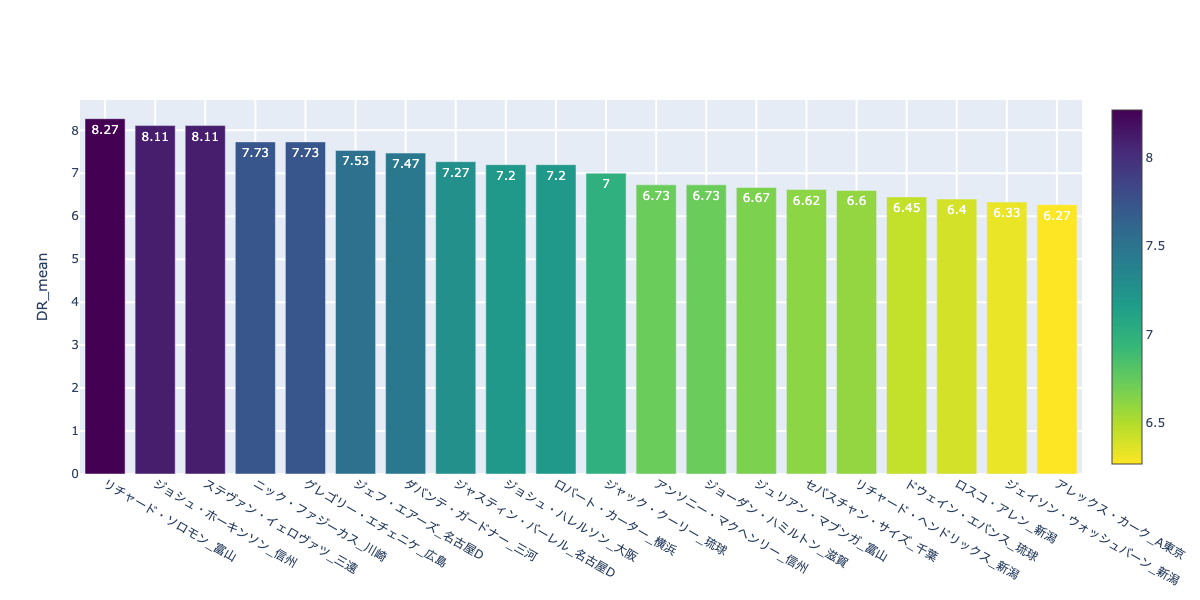 8.27
8.11
8.11
7.73
7.73
7.53
7.47
7.27
7.2
7.2
7
6.73
6.73
6.67
6.62
6.6
6.45
6.4
6.33
6.27
DR_mean
8
7
6
5
4
3
2
1
0
リチャード・ソロモン_富山
ジョシュ・ホーキンソン_信州
ステヴァン・イェロヴァツ_三遠
ニック・ファジーカス_川崎
グレゴリー・エチェニケ_広島
ジェフ・エアーズ_名古屋D
ダバンテ・ガードナー_三河
ジャスティン・バーレル_名古屋D
ジョシュ・ハレルソン_大阪
ロバート・カーター_横浜
ジャック・クーリー_琉球
アンソニー・マクヘンリー_信州
ジョーダン・ハミルトン_滋賀
ジュリアン・マブンガ_富山
セバスチャン・サイズ_千葉
リチャード・ヘンドリックス_新潟
ドウェイン・エバンス_琉球
ロスコ・アレン_新潟
ジェイソン・ウォッシュバーン_新潟
アレックス・カーク_A東京
8
7.5
7
6.5